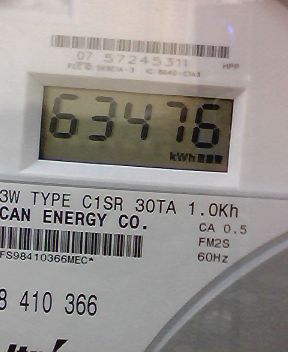 07 57245311
63476
kWh
3W TYPE C1SR 30TA 1.0Kh
CAN ENERGY CO.
CA 0.5
FM2S
60Hz
FS98410366MEC*
8 410 366